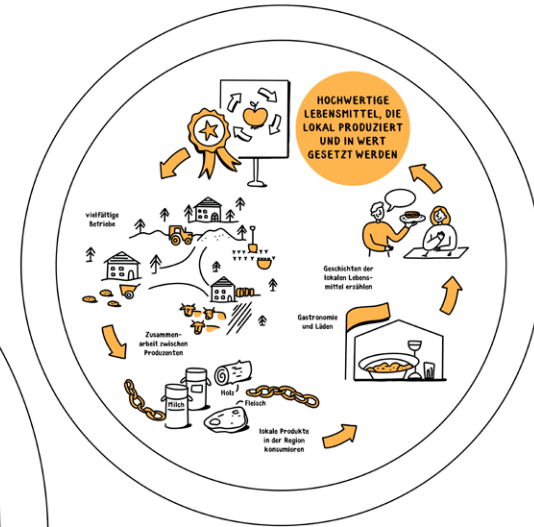 HOCHWERTIGE
LEBENSMITTEL, DIE
LOKAL PRODUZIERT
UND IN WERT
GESETZT WERDEN
vielfältige
Betriebe
Geschichten der
lokalen Lebens-
mittel erzählen
Gastronomie
und Läden
Zusammen-
arbeit zwischen
Produzenten
Holz
Milch
Fleisch
lokale Produkte
in der Region
konsumieren